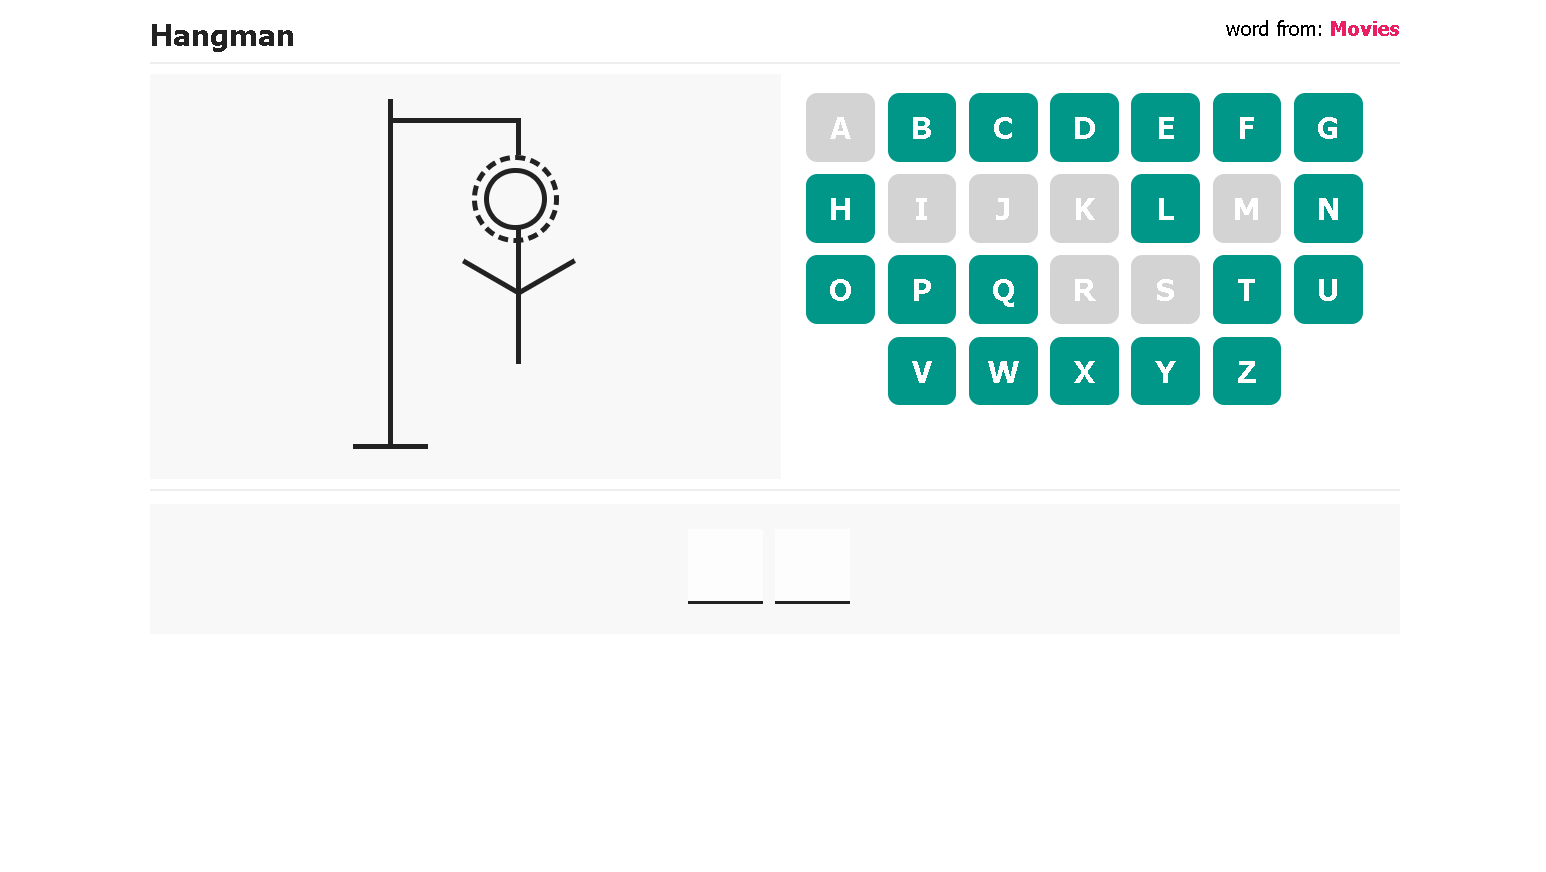 Hangman
word from: Movies
A B C D E F G
H I J K L M N
O P Q R S T U
V W X Y Z